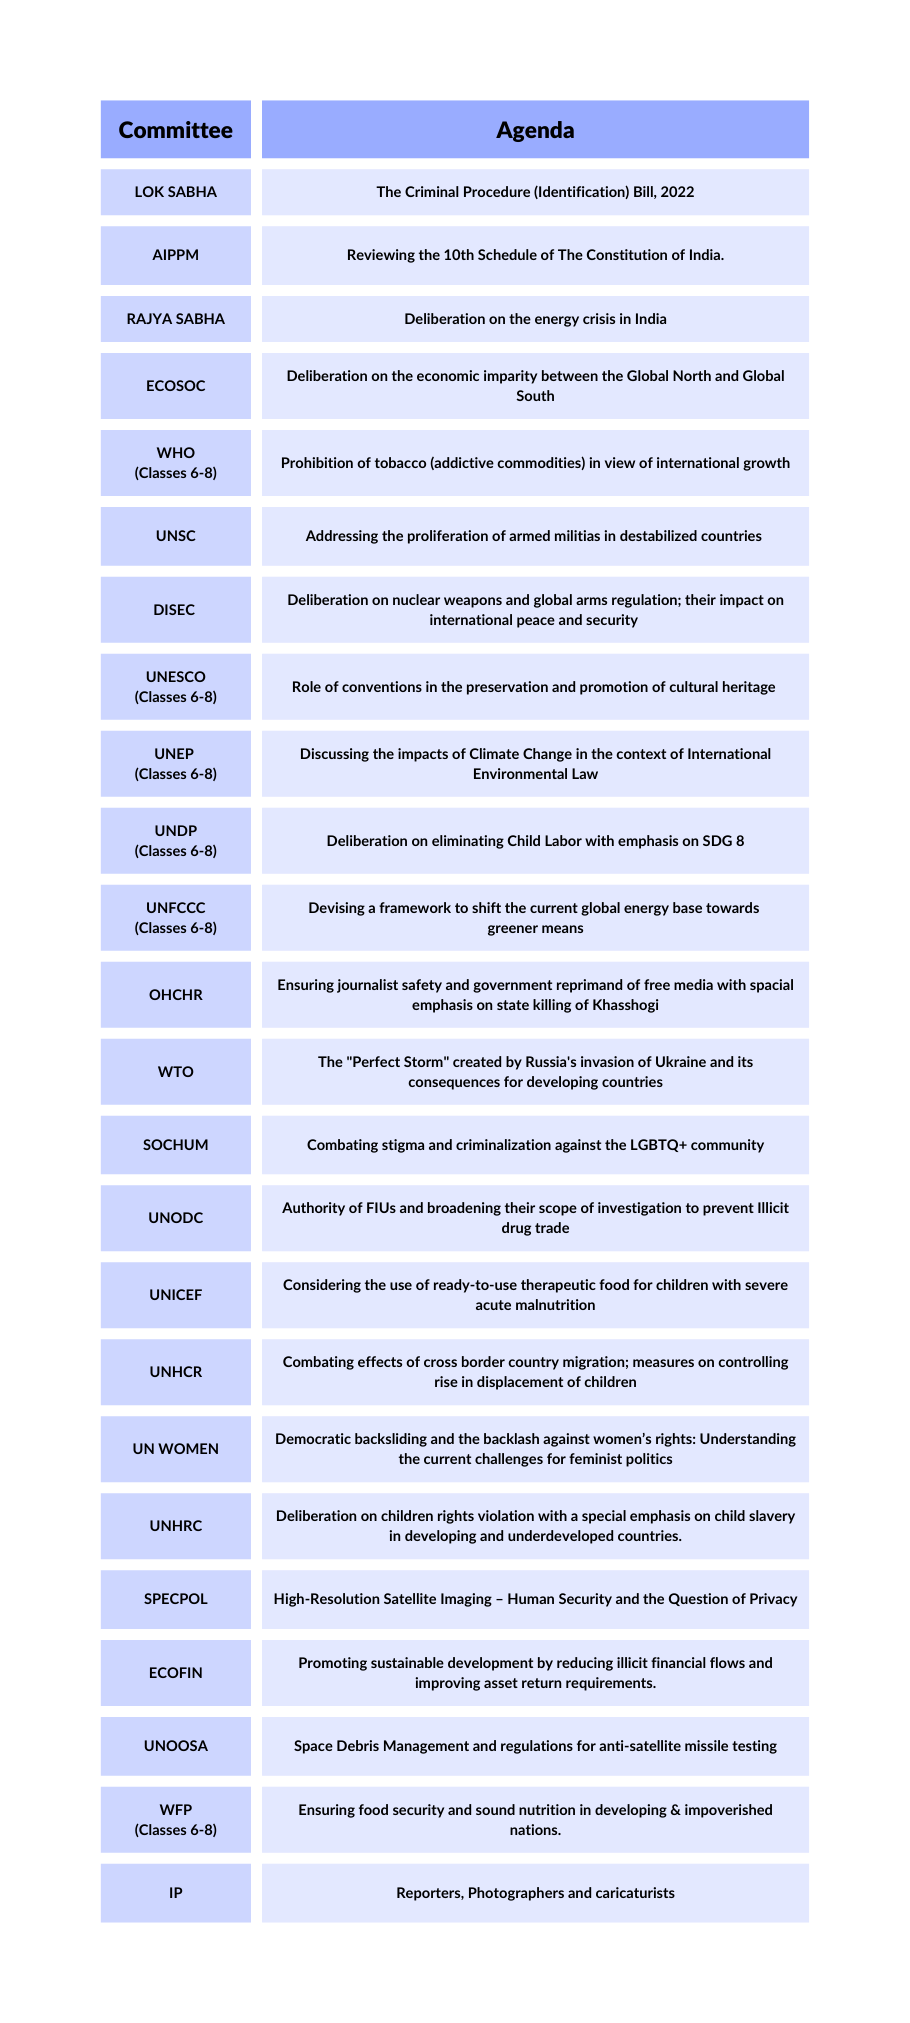 Committee
Agenda
LOK SABHA
The Criminal Procedure (Identification) Bill, 2022
AIPPM
Reviewing the 10th Schedule of The Constitution of India.
RAJYA SABHA
Deliberation on the energy crisis in India
ECOSOC
Deliberation on the economic imparity between the Global North and Global
South
WHO
(Classes 6-8)
Prohibition of tobacco (addictive commodities) in view of international growth
UNSC
Addressing the proliferation of armed militias in destabilized countries
DISEC
Deliberation on nuclear weapons and global arms regulation; their impact on
international peace and security
UNESCO
(Classes 6-8)
Role of conventions in the preservation and promotion of cultural heritage
UNEP
(Classes 6-8)
Discussing the impacts of Climate Change in the context of International
Environmental Law
UNDP
(Classes 6-8)
Deliberation on eliminating Child Labor with emphasis on SDG 8
UNFCCC
(Classes 6-8)
Devising a framework to shift the current global energy base towards
greener means
OHCHR
Ensuring journalist safety and government reprimand of free media with spacial
emphasis on state killing of Khasshogi
WTO
The "Perfect Storm" created by Russia's invasion of Ukraine and its
consequences for developing countries
SOCHUM
Combating stigma and criminalization against the LGBTQ+ community
UNODC
Authority of FIUs and broadening their scope of investigation to prevent Illicit
drug trade
UNICEF
Considering the use of ready-to-use therapeutic food for children with severe
acute malnutrition
UNHCR
Combating effects of cross border country migration; measures on controlling
rise in displacement of children
UN WOMEN
Democratic backsliding and the backlash against women’s rights: Understanding
the current challenges for feminist politics
UNHRC
Deliberation on children rights violation with a special emphasis on child slavery
in developing and underdeveloped countries.
SPECPOL
High-Resolution Satellite Imaging – Human Security and the Question of Privacy
ECOFIN
Promoting sustainable development by reducing illicit financial flows and
improving asset return requirements.
UNOOSA
Space Debris Management and regulations for anti-satellite missile testing
WFP
(Classes 6-8)
Ensuring food security and sound nutrition in developing & impoverished
nations.
IP
Reporters, Photographers and caricaturists